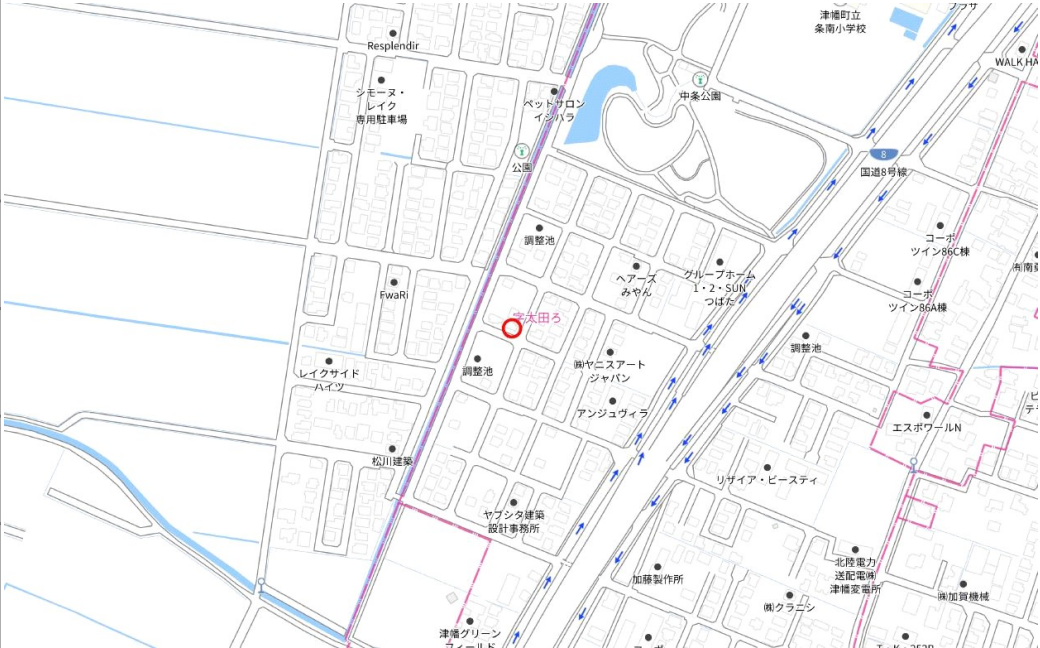 津幡町立
条南小学校
プラザ
Resplendir
WALK HA
シモーヌ・
レイク
専用駐車場
ペットサロン
イシバラ
中条公園
8
国道8号線
公園
調整池
コーポ
ツイン86C棟
ヘアーズ
みやん
グループホーム
1・2・SUN
つばた
㈲南
FwaRi
コーポ
ツイン86A棟
字太田ろ
調整池
レイクサイド
ハイツ
調整池
㈱ヤニスアート
ジャパン
アンジュヴィラ
エスポワールN
松川建築
リザイア・ビースティ
ヤブシタ建築
設計事務所
加藤製作所
北陸電力
送配電㈱
津幡変電所
㈱クラニシ
㈱加賀機械
津幡グリーン
フィールド